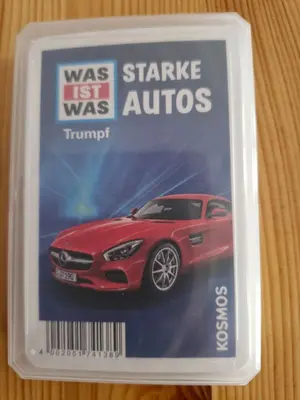 WAS
IST
WAS
Trumpf
STARKE
AUTOS
KOSMOS